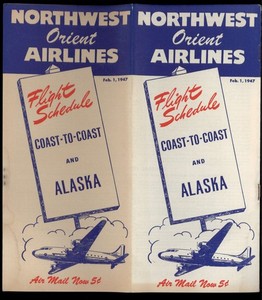 NORTHWEST
Orient
AIRLINES
Feb. 1, 1947
Flight
Schedule
COAST-TO-COAST
AND
ALASKA
Air Mail Now 5¢
NORTHWEST
Orient
AIRLINES
Feb. 1, 1947
Flight
Schedule
COAST-TO-COAST
AND
ALASKA
Air Mail Now 5¢